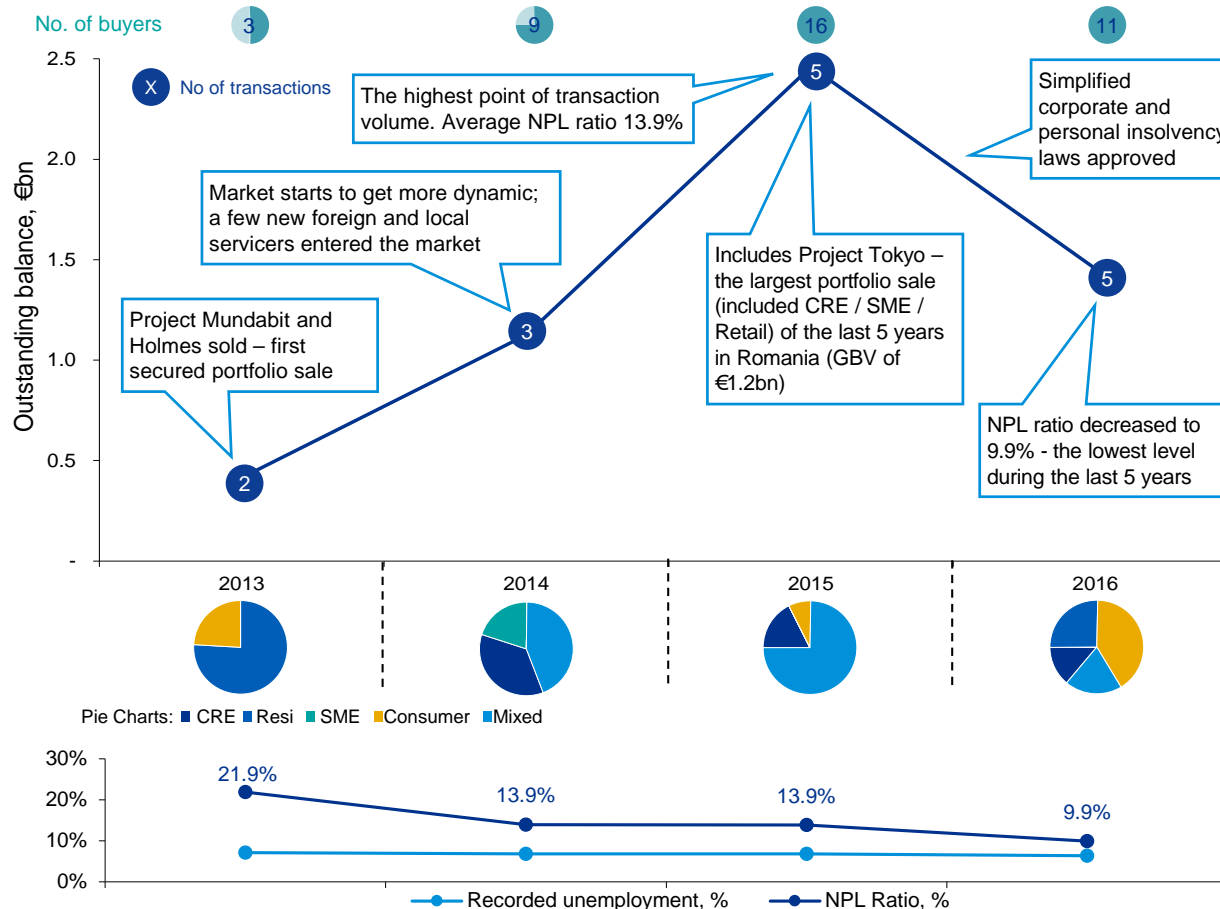 No. of buyers
3
9
16
11
Outstanding balance, €bn
2.5
2.0
1.5
1.0
0.5
-
X No of transactions
The highest point of transaction
volume. Average NPL ratio 13.9%
Simplified
corporate and
personal insolvency
laws approved
Market starts to get more dynamic;
a few new foreign and local
servicers entered the market
Includes Project Tokyo –
the largest portfolio sale
(included CRE / SME /
Retail) of the last 5 years
in Romania (GBV of
€1.2bn)
Project Mundabit and
Holmes sold – first
secured portfolio sale
NPL ratio decreased to
9.9% - the lowest level
during the last 5 years
2
3
5
5
2013
2014
2015
2016
Pie Charts: CRE Resi SME Consumer Mixed
30%
20%
10%
0%
21.9%
13.9%
13.9%
9.9%
Recorded unemployment, % NPL Ratio, %